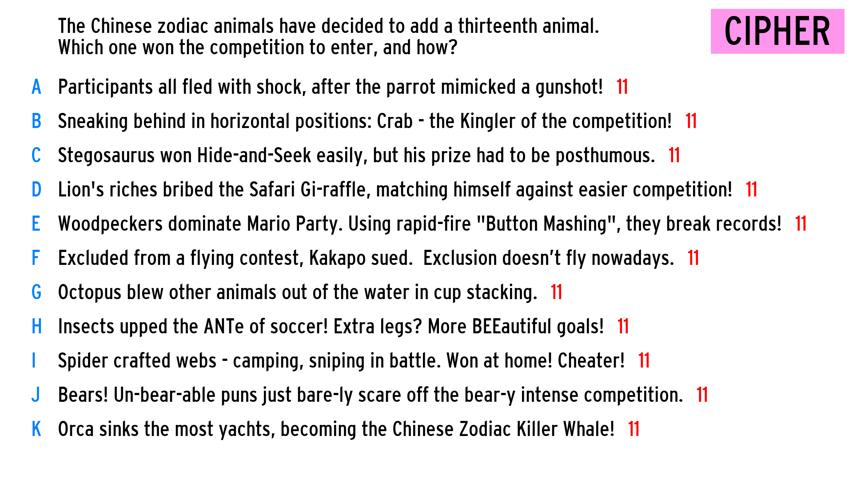 The Chinese zodiac animals have decided to add a thirteenth animal.
Which one won the competition to enter, and how?
CIPHER
A Participants all fled with shock, after the parrot mimicked a gunshot! 11
B Sneaking behind in horizontal positions: Crab - the Kingler of the competition! 11
C Stegosaurus won Hide-and-Seek easily, but his prize had to be posthumous. 11
D Lion's riches bribed the Safari Gi-raffle, matching himself against easier competition! 11
E Woodpeckers dominate Mario Party. Using rapid-fire "Button Mashing", they break records! 11
F Excluded from a flying contest, Kakapo sued. Exclusion doesn't fly nowadays. 11
G Octopus blew other animals out of the water in cup stacking. 11
H Insects upped the ANTe of soccer! Extra legs? More BEEautiful goals! 11
I Spider crafted webs - camping, sniping in battle. Won at home! Cheater! 11
J Bears! Un-bear-able puns just bare-ly scare off the bear-y intense competition. 11
K Orca sinks the most yachts, becoming the Chinese Zodiac Killer Whale! 11